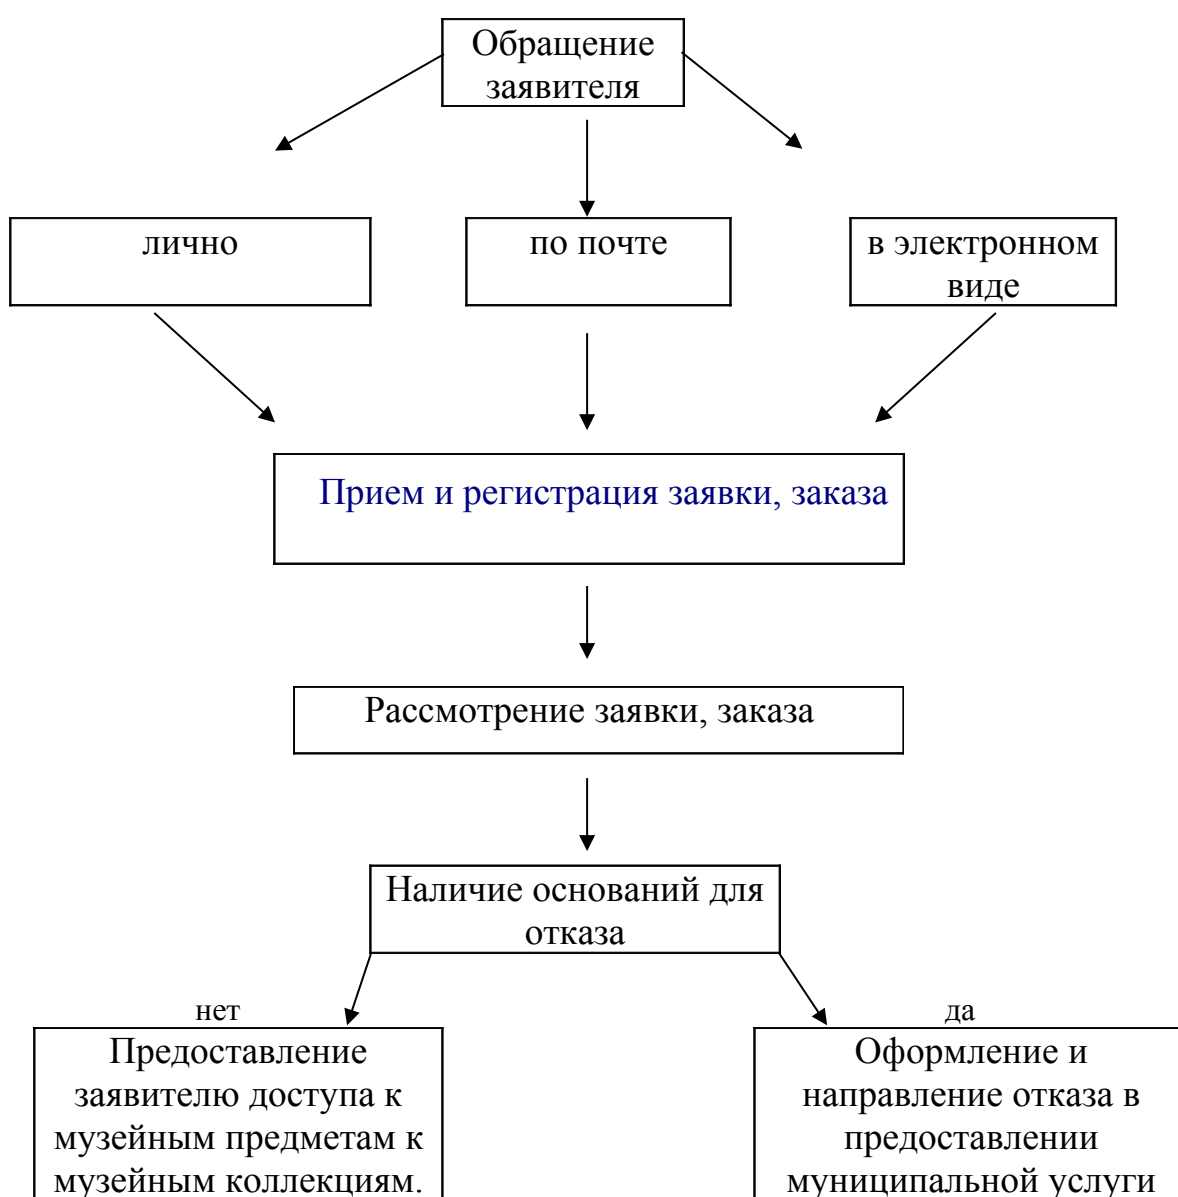 Обращение
заявителя
лично
по почте
в электронном
виде
Прием и регистрация заявки, заказа
Рассмотрение заявки, заказа
Наличие оснований для
отказа
нет
да
Предоставление
заявителю доступа к
музейным предметам к
музейным коллекциям.
Оформление и
направление отказа в
предоставлении
муниципальной услуги